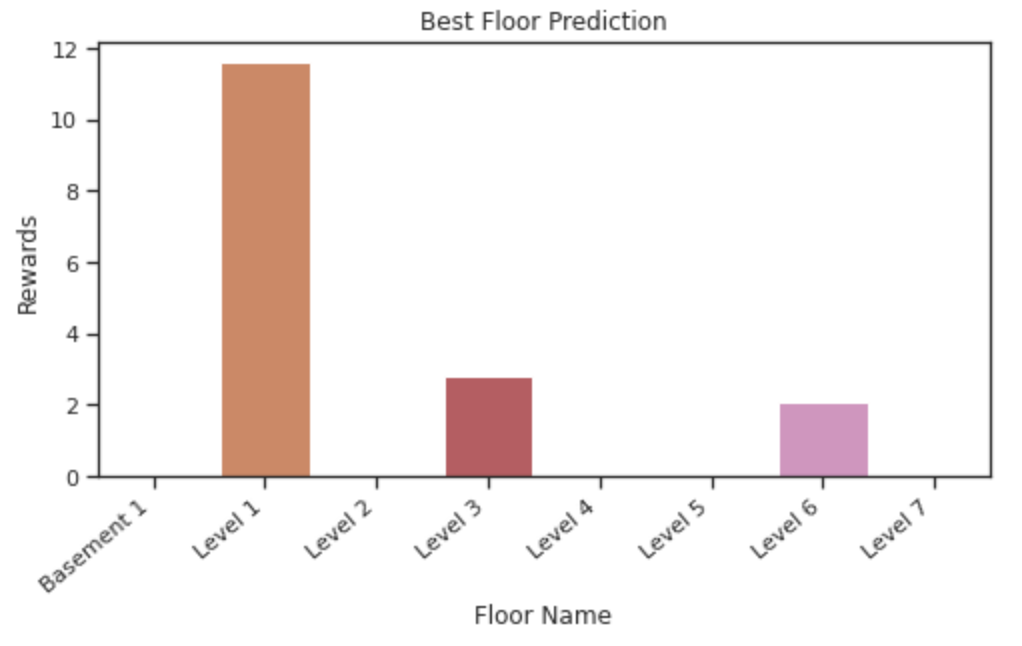 Best Floor Prediction
12
10
8
6
4
2
0
Rewards
Basement 1
Level 1
Level 2
Level 3
Level 4
Level 5
Level 6
Level 7
Floor Name